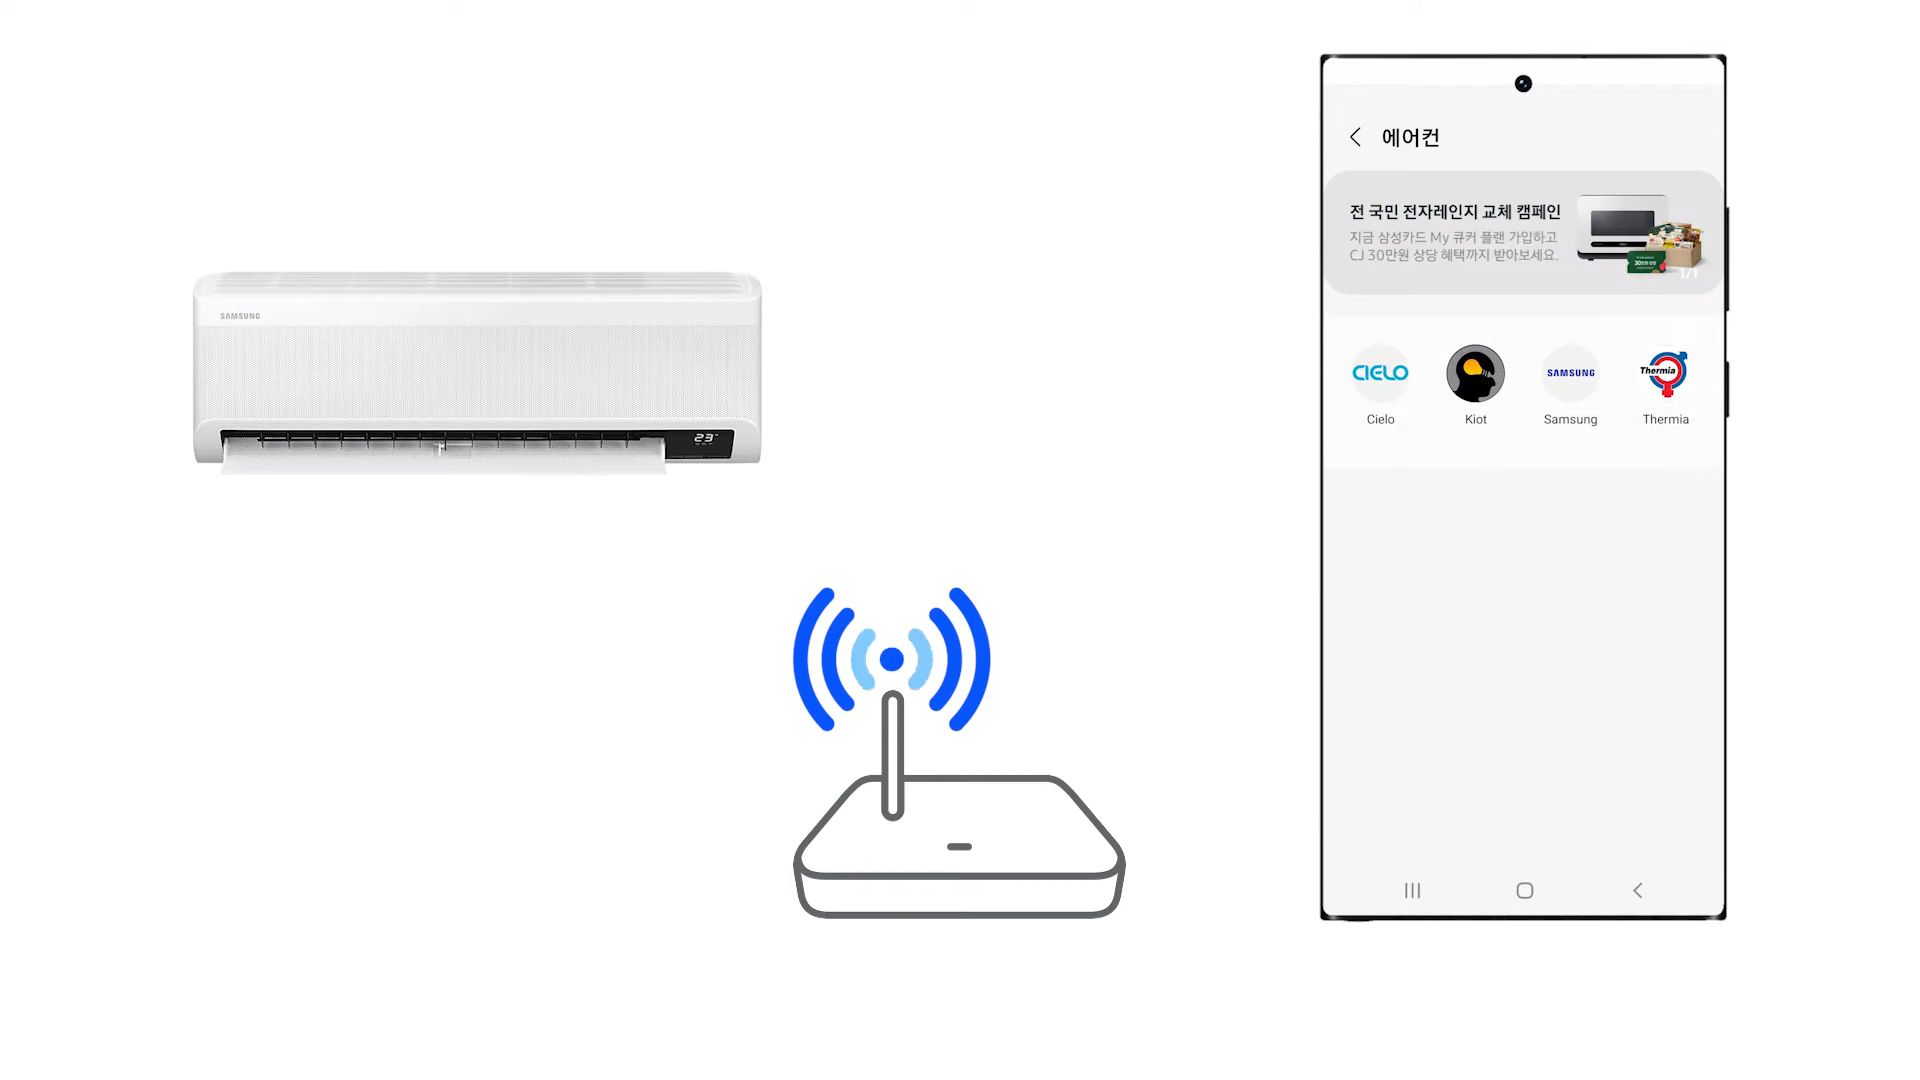 SAMSUNG
23
에어컨
전 국민 전자레인지 교체 캠페인
지금 삼성카드 My 큐커 플랜 가입하고
CJ 30만원 상당 혜택까지 받아보세요.
1/1
CIELO
SAMSUNG
Thermia
Cielo
Kiot
Samsung
Thermia